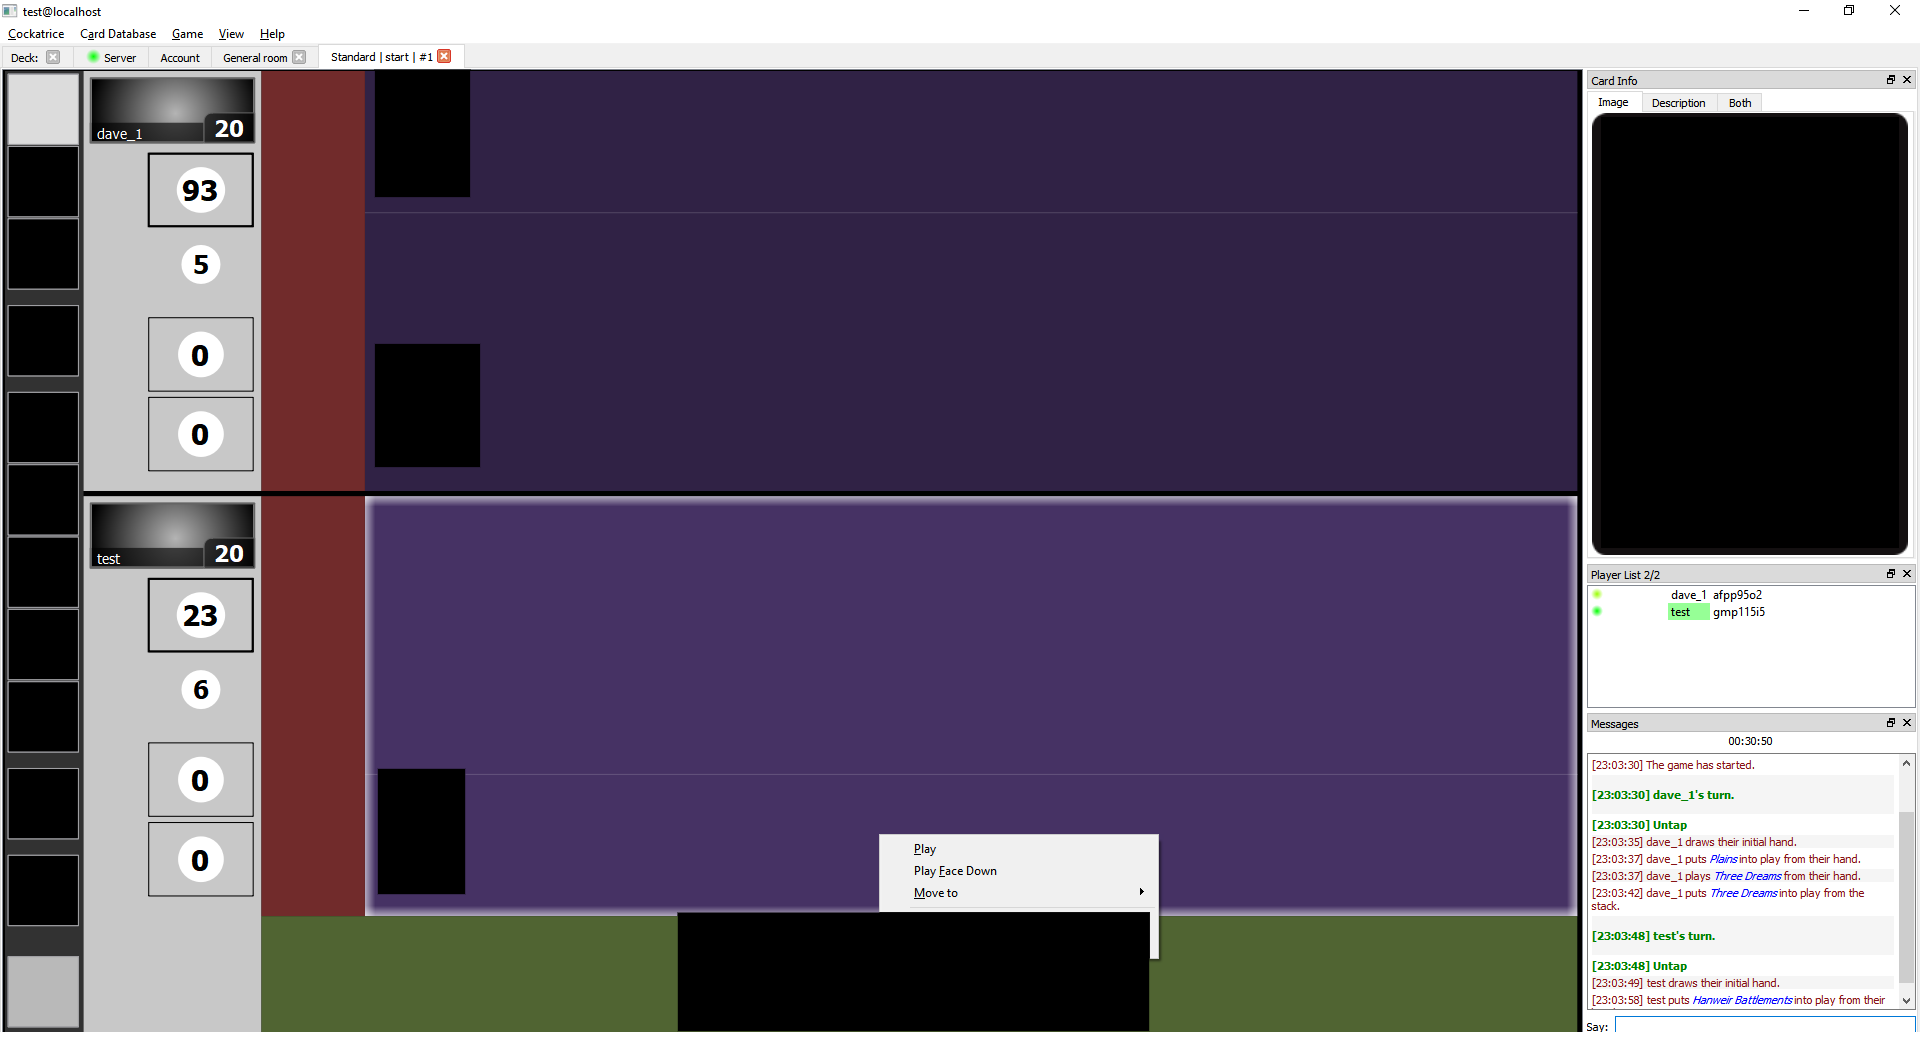 test@localhost
Cockatrice Card Database Game View Help
Deck: Server Account General room Standard | start | #1
dave_1 20
93
5
0
0
test 20
23
6
0
0
Play
Play Face Down
Move to
Card Info
Image Description Both
Player List 2/2
dave_1 afpp95o2
test gmp115i5
Messages
00:30:50
[23:03:30] The game has started.
[23:03:30] dave_1's turn.
[23:03:30] Untap
[23:03:35] dave_1 draws their initial hand.
[23:03:37] dave_1 puts Plains into play from their hand.
[23:03:37] dave_1 plays Three Dreams from their hand.
[23:03:42] dave_1 puts Three Dreams into play from the
stack.
[23:03:48] test's turn.
[23:03:48] Untap
[23:03:49] test draws their initial hand.
[23:03:58] test puts Hanweir Battlements into play from their
Say: